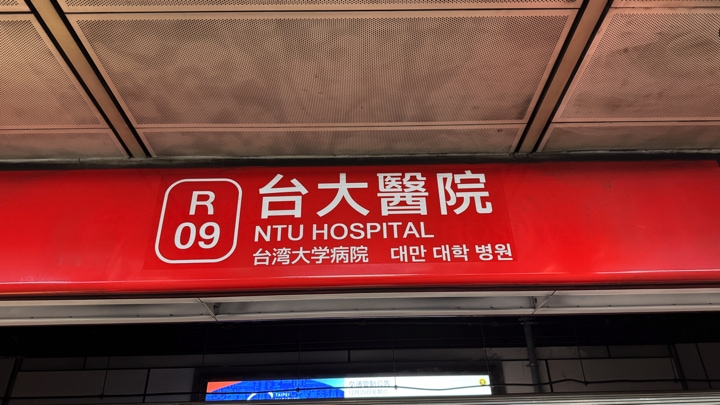 R
09
台大醫院
NTU HOSPITAL
台湾大学病院 대만 대학 병원
TAIPEI